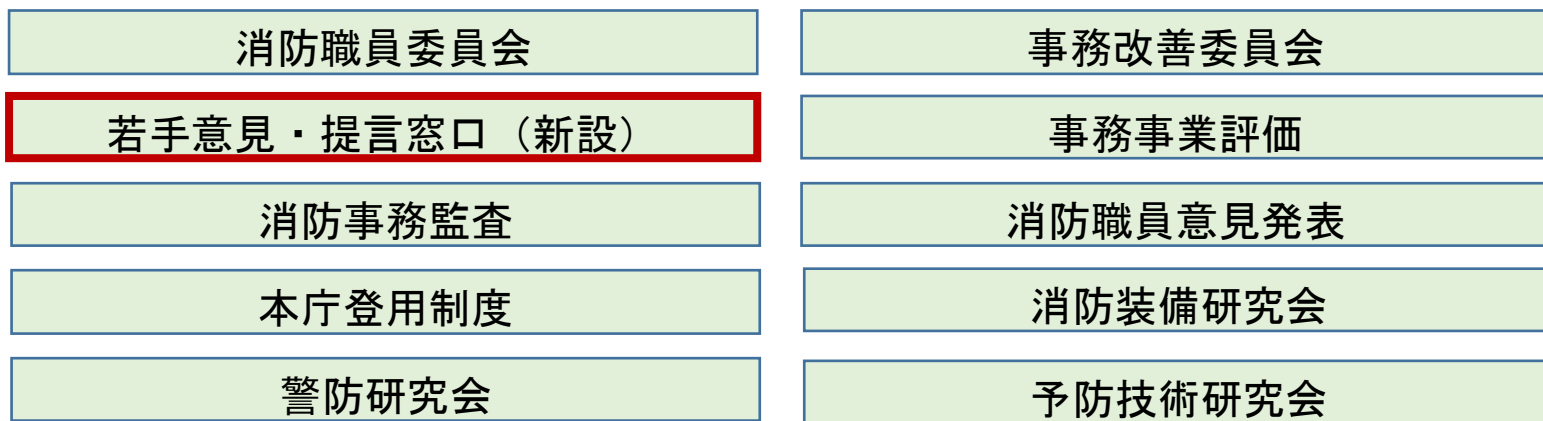 消防職員委員会
事務改善委員会
若手意見・提言窓口（新設）
事務事業評価
消防事務監査
消防職員意見発表
本庁登用制度
消防装備研究会
警防研究会
予防技術研究会